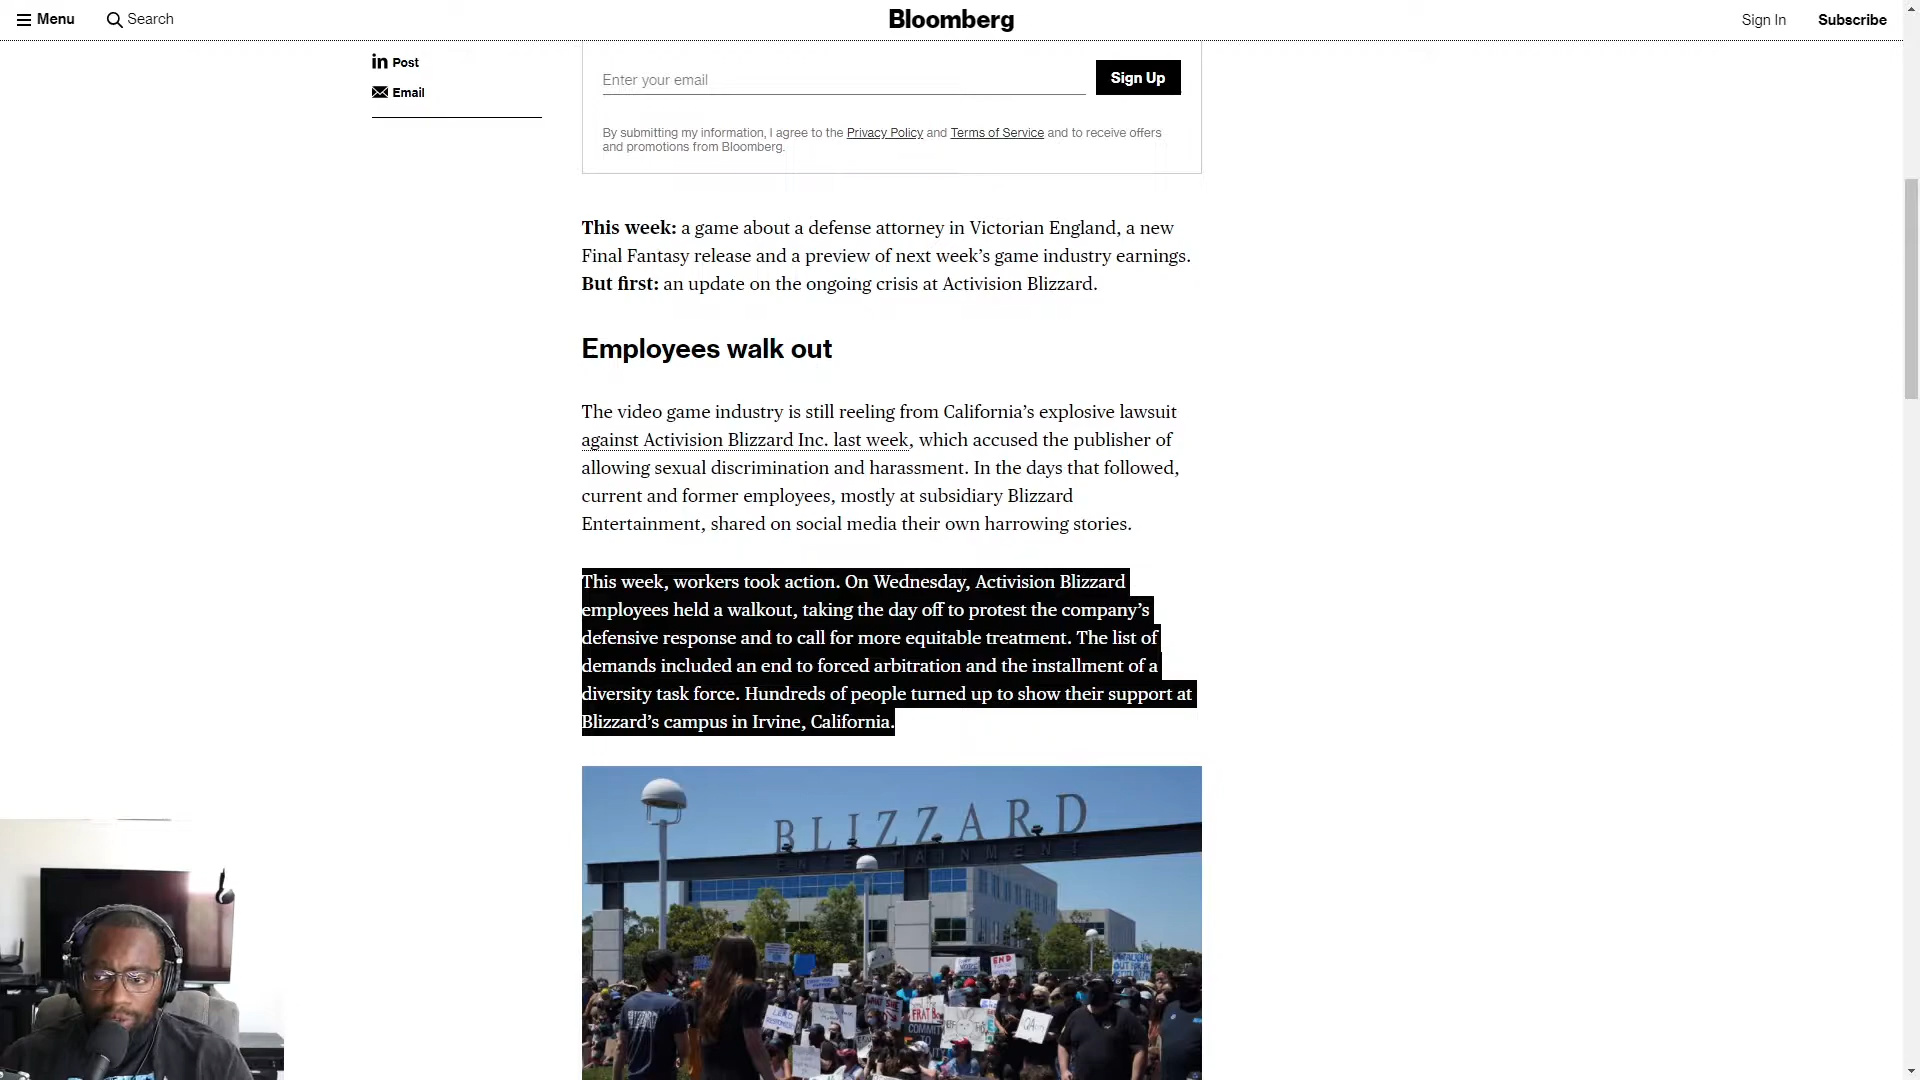 Menu
Search
Bloomberg
Sign In
Subscribe
Post
Email
Enter your email
Sign Up
By submitting my information, I agree to the Privacy Policy and Terms of Service and to receive offers
and promotions from Bloomberg.
This week: a game about a defense attorney in Victorian England, a new
Final Fantasy release and a preview of next week’s game industry earnings.
But first: an update on the ongoing crisis at Activision Blizzard.
Employees walk out
The video game industry is still reeling from California’s explosive lawsuit
against Activision Blizzard Inc. last week, which accused the publisher of
allowing sexual discrimination and harassment. In the days that followed,
current and former employees, mostly at subsidiary Blizzard
Entertainment, shared on social media their own harrowing stories.
This week, workers took action. On Wednesday, Activision Blizzard
employees held a walkout, taking the day off to protest the company’s
defensive response and to call for more equitable treatment. The list of
demands included an end to forced arbitration and the installment of a
diversity task force. Hundreds of people turned up to show their support at
Blizzard’s campus in Irvine, California.
BLIZZARD
ENTERTAINMENT
END
FRAT BOY